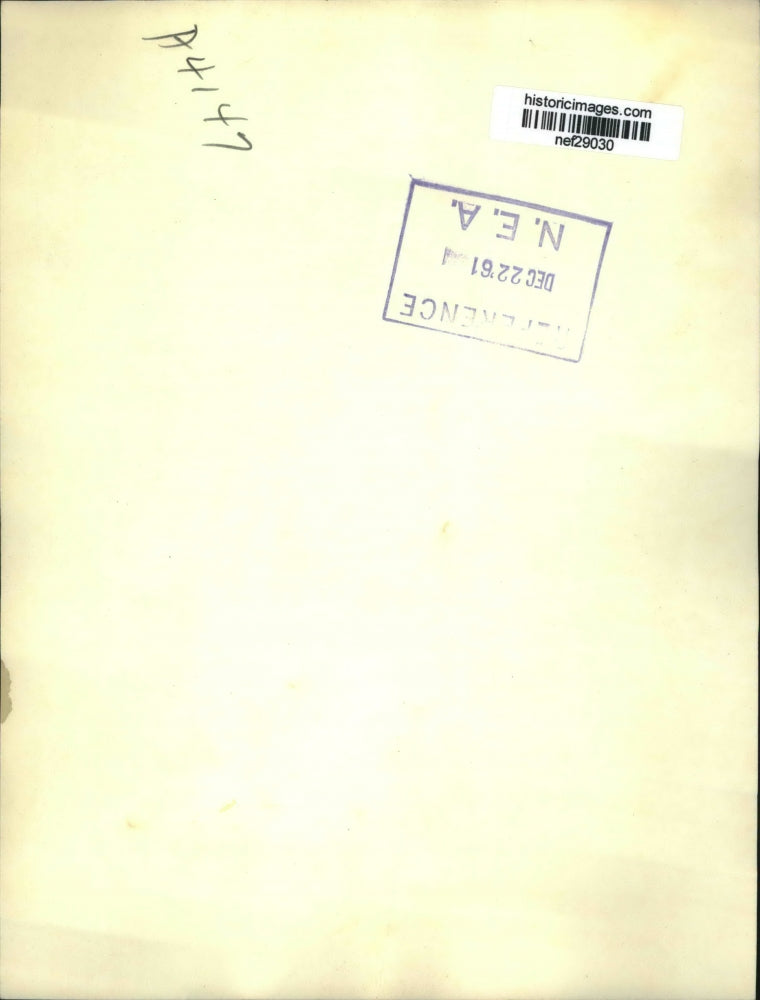 A4147
historicimages.com
nef29030
REFERENCE
DEC 22 '61
N. E. A.